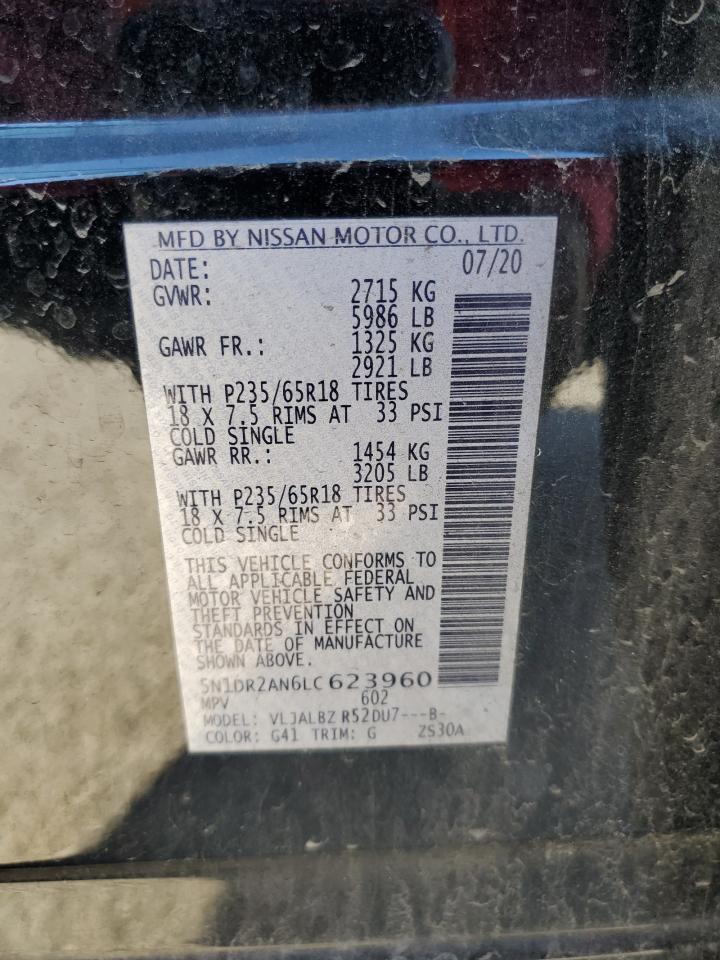 MFD BY NISSAN MOTOR CO., LTD.
DATE: 07/20
GVWR: 2715 KG
5986 LB
GAWR FR.: 1325 KG
2921 LB
WITH P235/65R18 TIRES
18 X 7.5 RIMS AT 33 PSI
COLD SINGLE
GAWR RR.: 1454 KG
3205 LB
WITH P235/65R18 TIRES
18 X 7.5 RIMS AT 33 PSI
COLD SINGLE
THIS VEHICLE CONFORMS TO
ALL APPLICABLE FEDERAL
MOTOR VEHICLE SAFETY AND
THEFT PREVENTION
STANDARDS IN EFFECT ON
THE DATE OF MANUFACTURE
SHOWN ABOVE.
5N1DR2AN6LC623960
MPV 602
MODEL: VLJALBZ R52DU7---B-
COLOR: G41 TRIM: G ZS30A